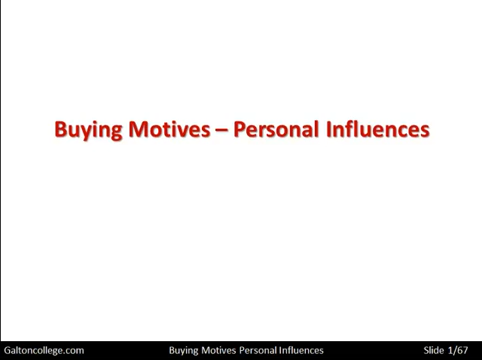 Buying Motives – Personal Influences
Galtoncollege.com Buying Motives Personal Influences Slide 1/67